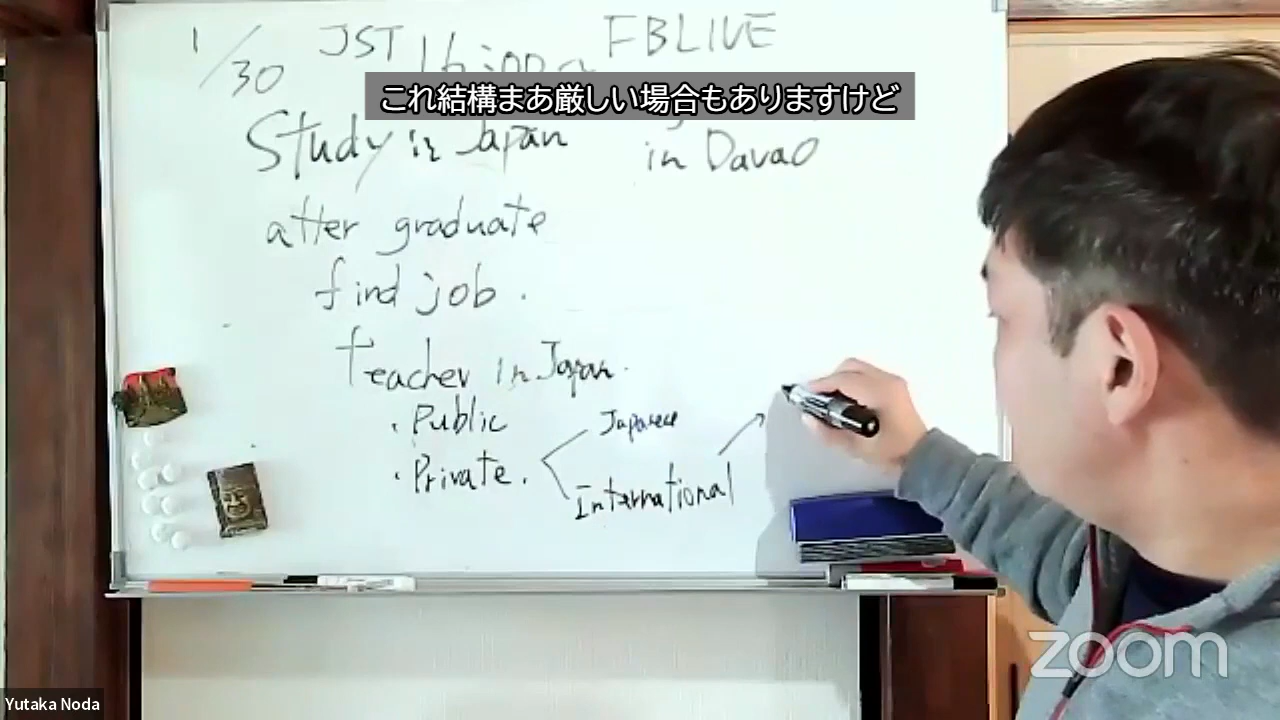 1/30 JST FBLIVE
これ結構まあ厳しい場合もありますけど
Study in Japan
in Davao
after graduate
find job.
Teacher in Japan.
・Public
Japanese
・Private.
International
zoom
Yutaka Noda